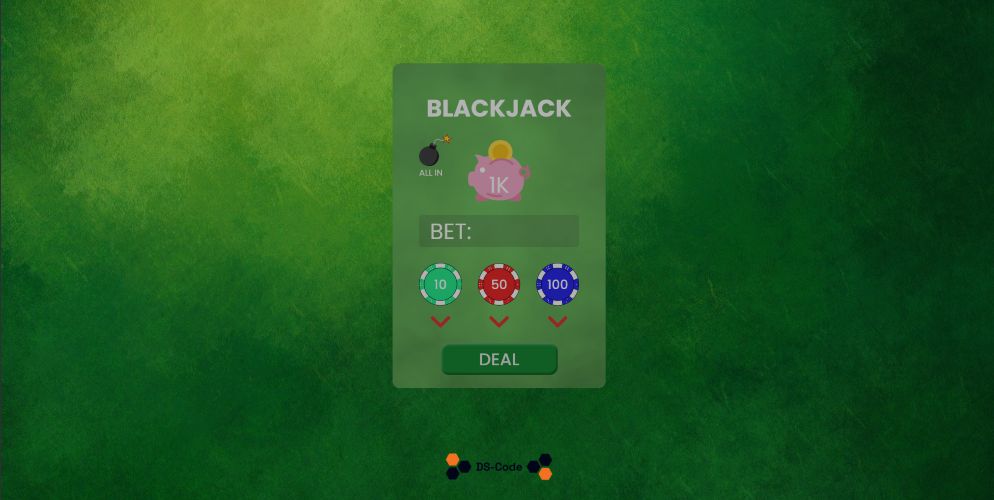 BLACKJACK
ALL IN
1K
BET:
10 50 100
DEAL
DS-Code